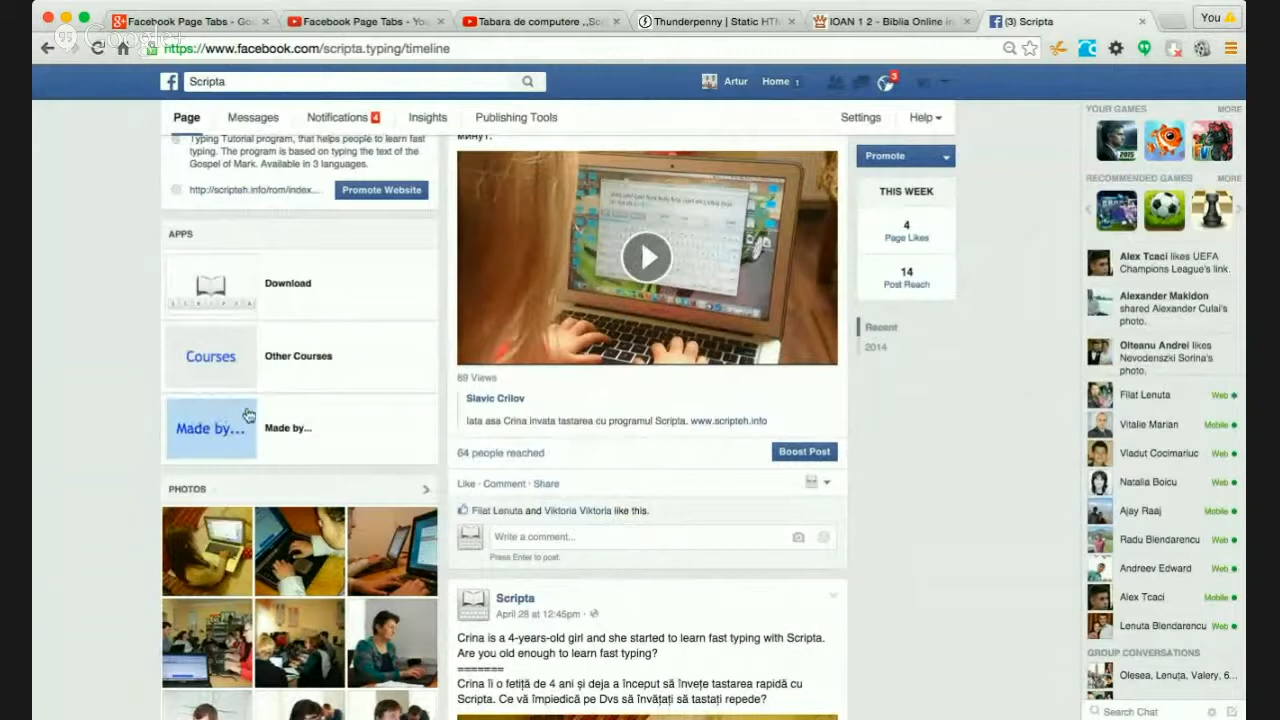 Facebook Page Tabs - Go
Facebook Page Tabs - Yo
Tabara de computere ,,Sc
Thunderpenny | Static HTM
IOAN 1 2 - Biblia Online in
(3) Scripta
You
Google+
https://www.facebook.com/scripta.typing/timeline
Scripta
Artur
Home 1
3
Page
Messages
Notifications 4
Insights
Publishing Tools
Settings
Help
Typing Tutorial program, that helps people to learn fast
typing. The program is based on typing the text of the
Gospel of Mark. Available in 3 languages.
http://scripteh.info/rom/index....
Promote Website
APPS
SCRIPTA
Download
Courses
Other Courses
Made by...
Made by...
PHOTOS
минут.
89 Views
Slavic Crilov
Iata asa Crina invata tastarea cu programul Scripta. www.scripteh.info
64 people reached
Boost Post
Like · Comment · Share
Filat Lenuta and Viktoria Viktoria like this.
Write a comment...
Press Enter to post.
Scripta
April 28 at 12:45pm ·
Crina is a 4-years-old girl and she started to learn fast typing with Scripta.
Are you old enough to learn fast typing?
=======
Crina îi o fetiță de 4 ani și deja a început să învețe tastarea rapidă cu
Scripta. Ce vă împiedică pe Dvs să învățați să tastați repede?
Promote
THIS WEEK
4
Page Likes
14
Post Reach
Recent
2014
YOUR GAMES
MORE
2015
RECOMMENDED GAMES
MORE
Alex Tcaci likes UEFA
Champions League's link.
Alexander Makidon
shared Alexander Culai's
photo.
Olteanu Andrei likes
Nevodenszki Sorina's
photo.
Filat Lenuta Web
Vitalie Marian Mobile
Vladut Cocimariuc Web
Natalia Boicu Web
Ajay Raaj Mobile
Radu Blendarencu Web
Andreev Edward Web
Alex Tcaci Mobile
Lenuta Blendarencu Web
GROUP CONVERSATIONS
Olesea, Lenuța, Valery, 6...
Search Chat